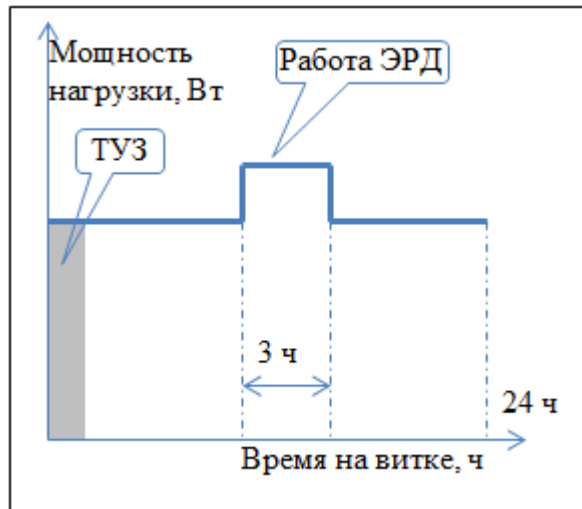 Мощность
нагрузки, Вт
Работа ЭРД
ТУЗ
3 ч
24 ч
Время на витке, ч